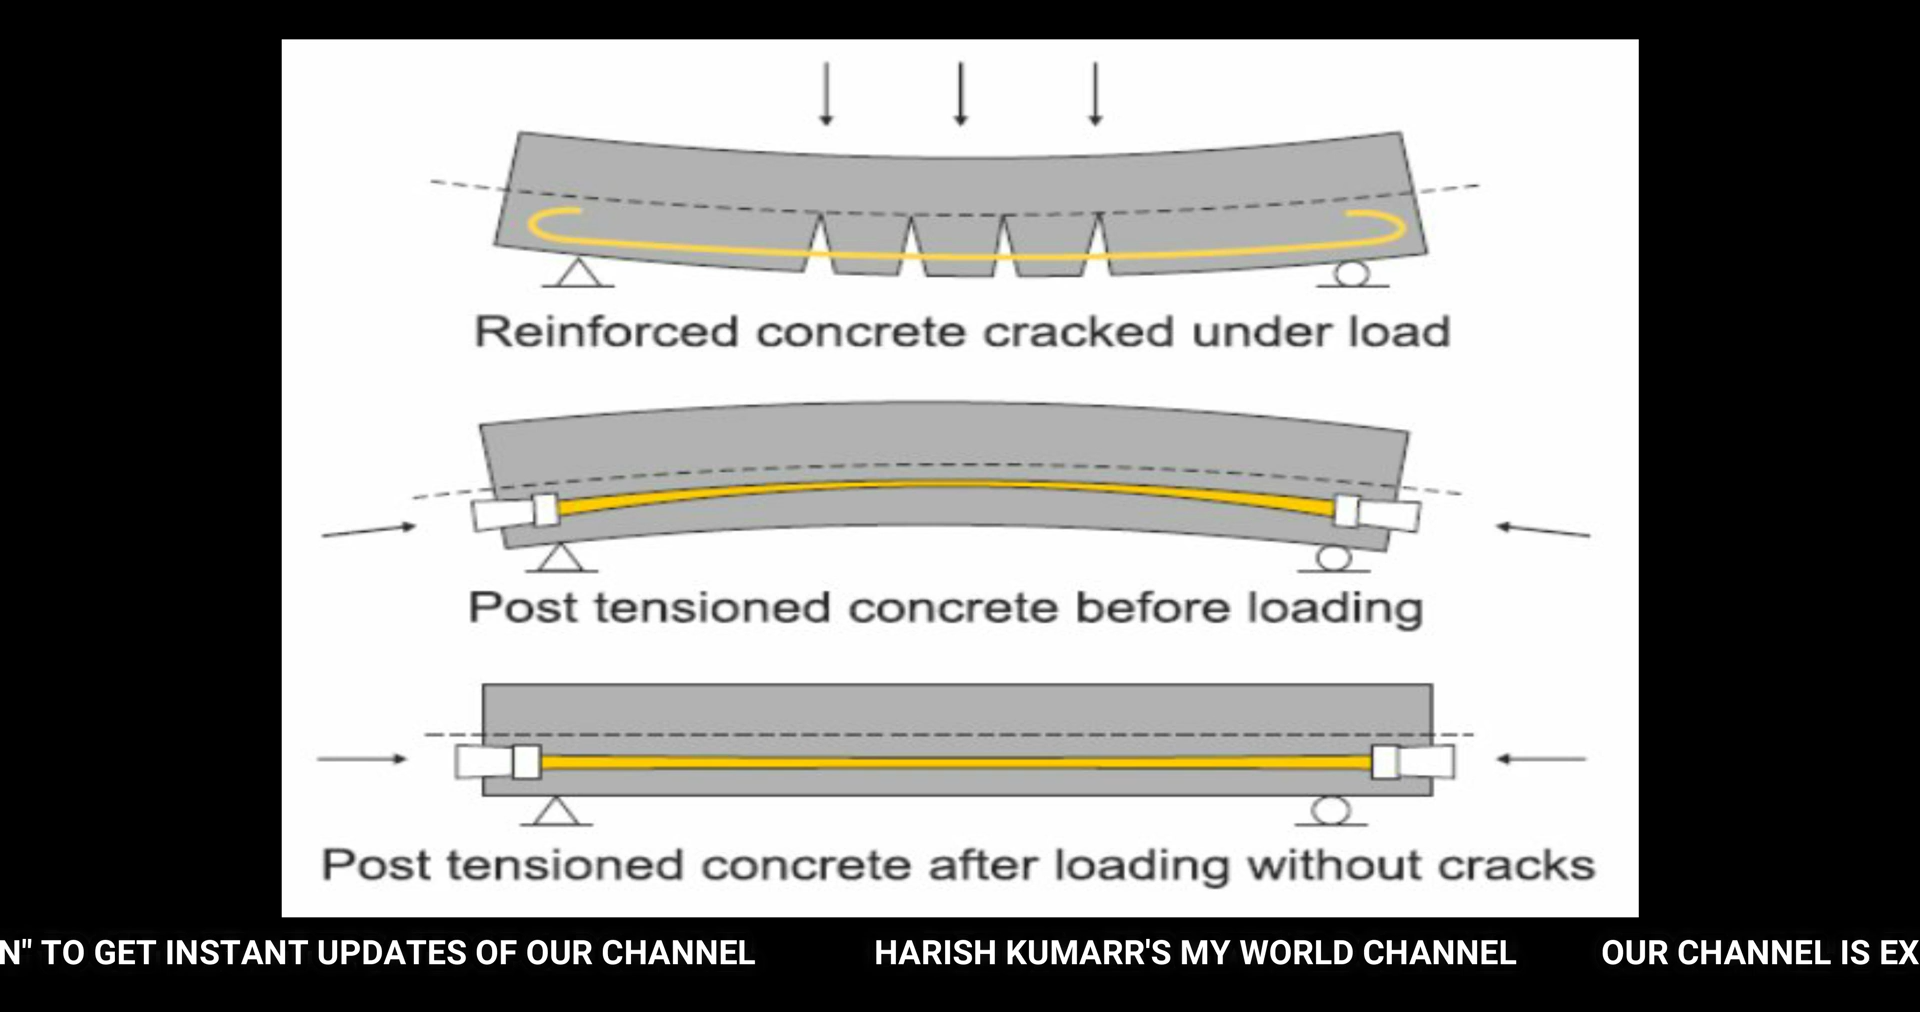 Reinforced concrete cracked under load
Post tensioned concrete before loading
Post tensioned concrete after loading without cracks
N" TO GET INSTANT UPDATES OF OUR CHANNEL HARISH KUMARR'S MY WORLD CHANNEL OUR CHANNEL IS EX